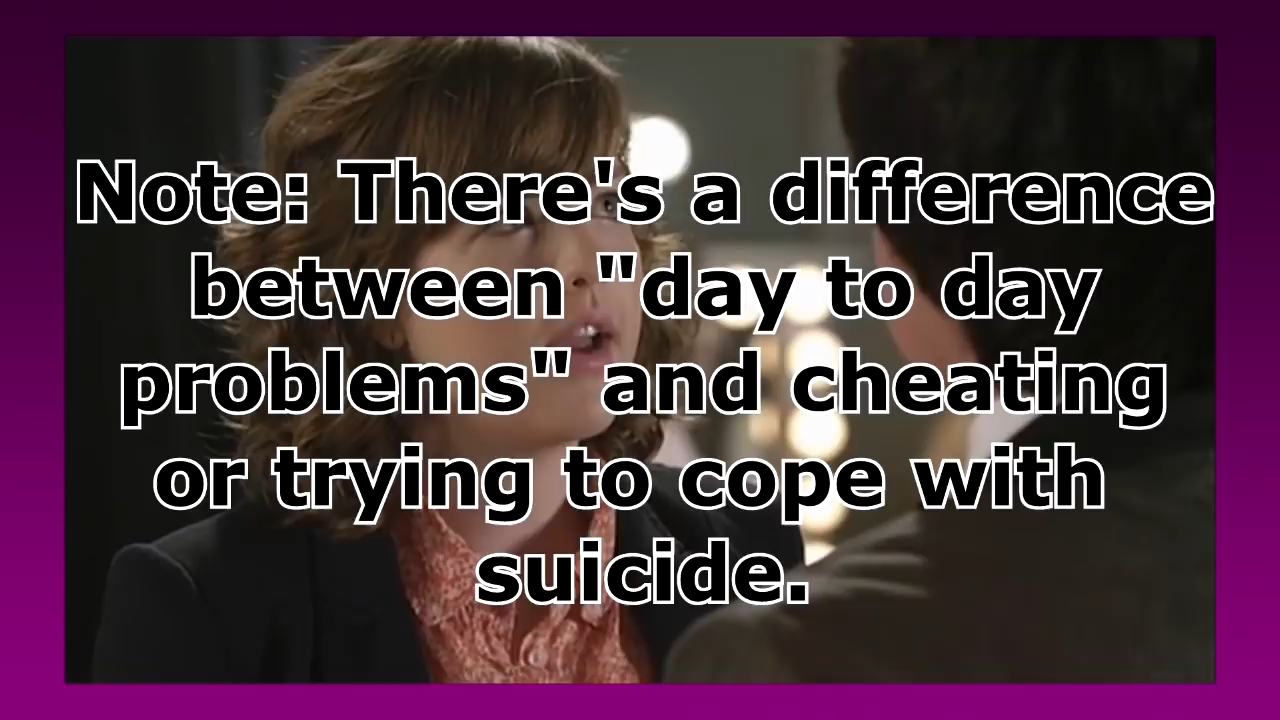 Note: There's a difference
between "day to day
problems" and cheating
or trying to cope with
suicide.